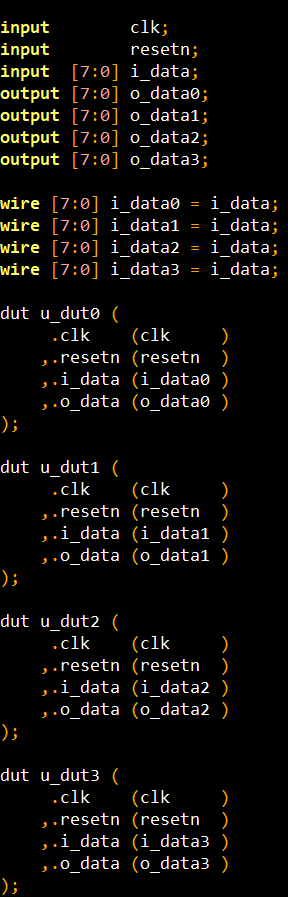 input          clk;
input          resetn;
input  [7:0] i_data;
output [7:0] o_data0;
output [7:0] o_data1;
output [7:0] o_data2;
output [7:0] o_data3;
wire [7:0] i_data0 = i_data;
wire [7:0] i_data1 = i_data;
wire [7:0] i_data2 = i_data;
wire [7:0] i_data3 = i_data;
dut u_dut0 (
     .clk    (clk     )
    ,.resetn (resetn  )
    ,.i_data (i_data0 )
    ,.o_data (o_data0 )
);
dut u_dut1 (
     .clk    (clk     )
    ,.resetn (resetn  )
    ,.i_data (i_data1 )
    ,.o_data (o_data1 )
);
dut u_dut2 (
     .clk    (clk     )
    ,.resetn (resetn  )
    ,.i_data (i_data2 )
    ,.o_data (o_data2 )
);
dut u_dut3 (
     .clk    (clk     )
    ,.resetn (resetn  )
    ,.i_data (i_data3 )
    ,.o_data (o_data3 )
);